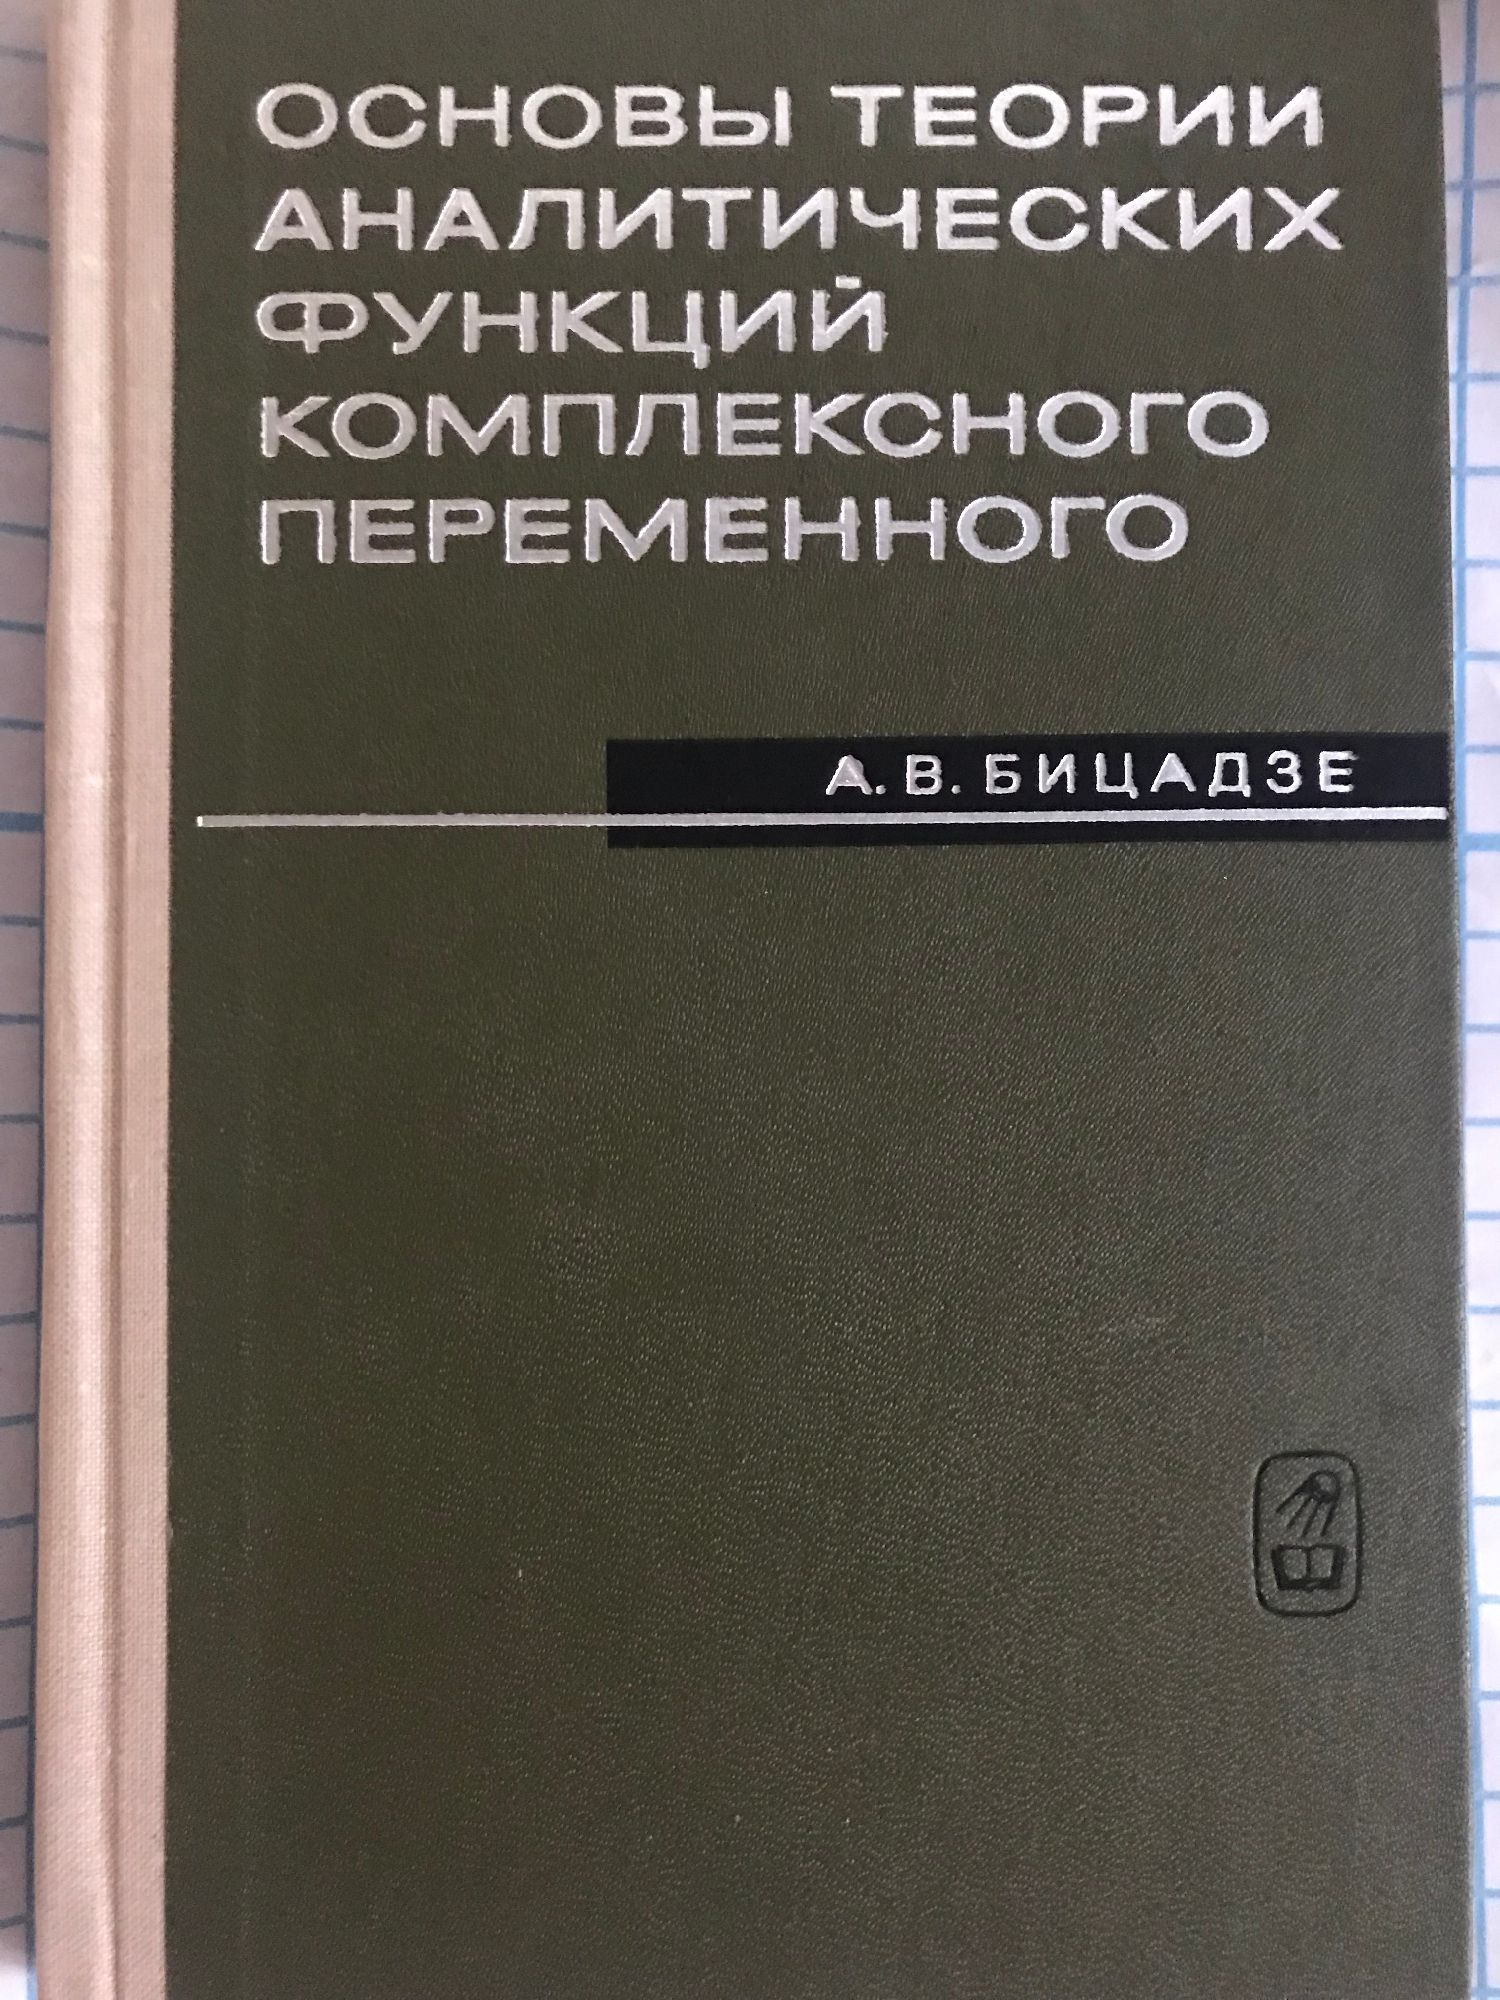 ОСНОВЫ ТЕОРИИ
АНАЛИТИЧЕСКИХ
ФУНКЦИЙ
КОМПЛЕКСНОГО
ПЕРЕМЕННОГО
А. В. БИЦАДЗЕ